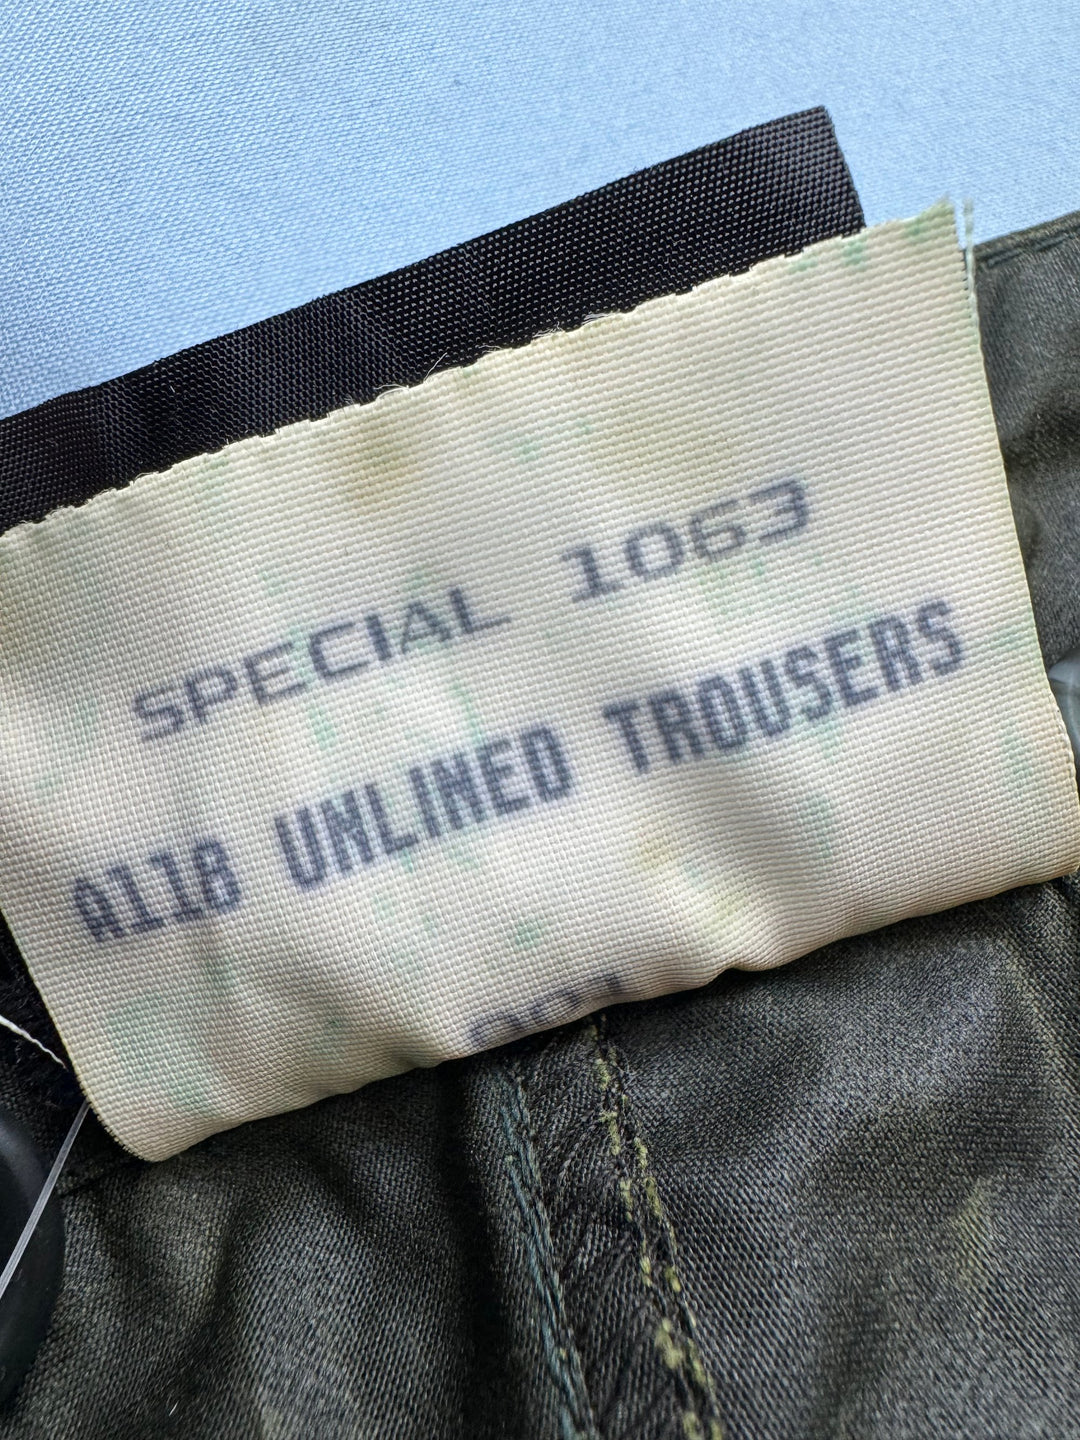 SPECIAL 1063
A118 UNLINED TROUSERS